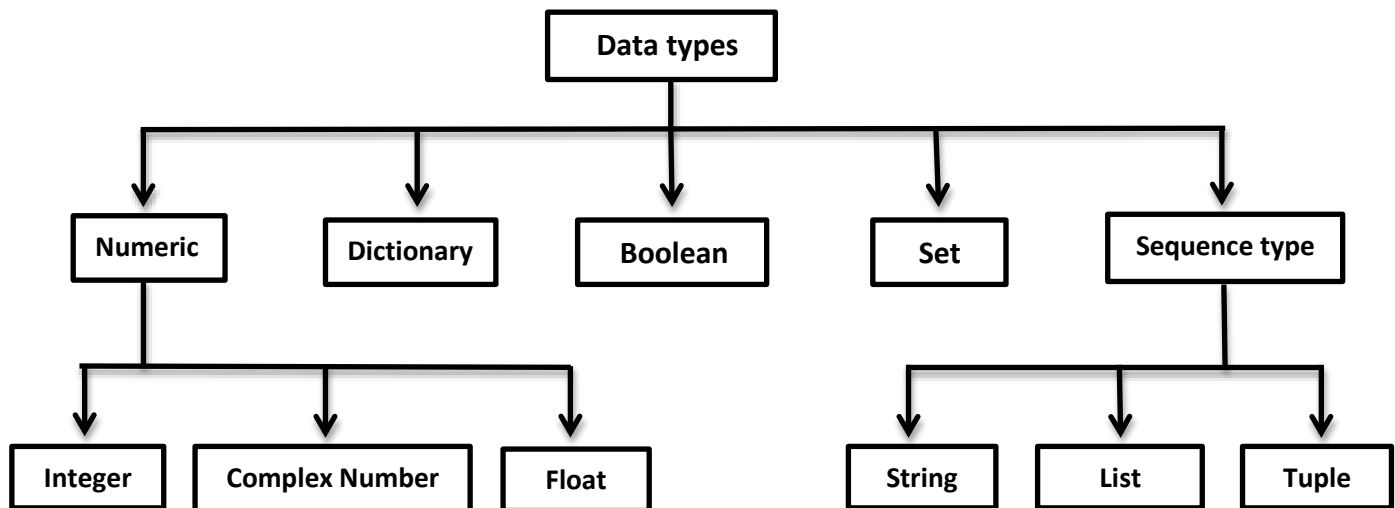 Data types
Numeric
Dictionary
Boolean
Set
Sequence type
Integer
Complex Number
Float
String
List
Tuple